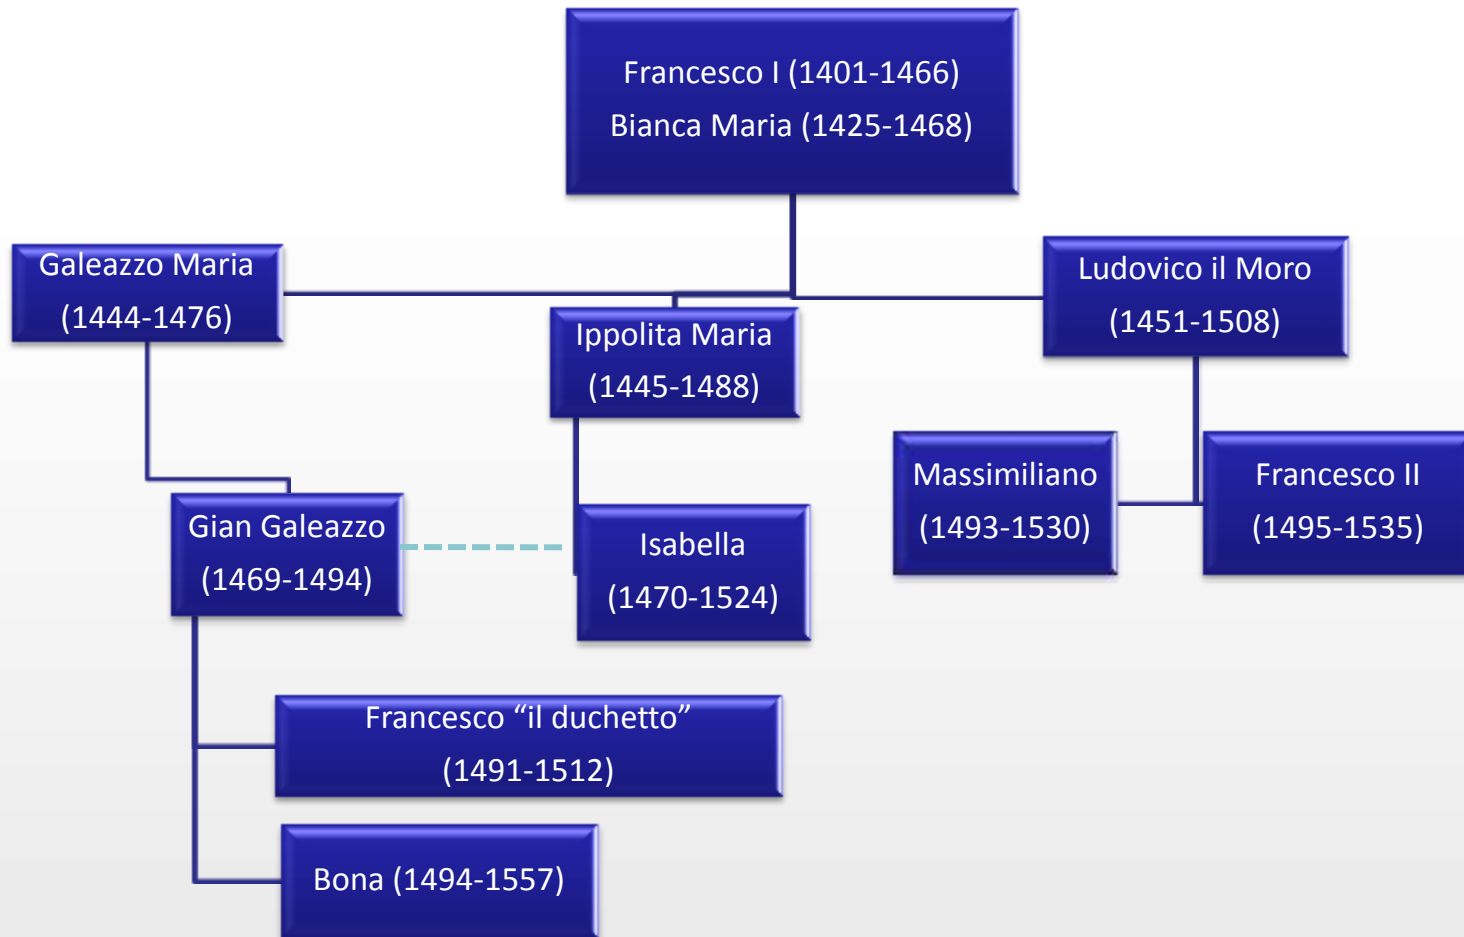 Francesco I (1401-1466)
Bianca Maria (1425-1468)
Galeazzo Maria
(1444-1476)
Ippolita Maria
(1445-1488)
Ludovico il Moro
(1451-1508)
Gian Galeazzo
(1469-1494)
Isabella
(1470-1524)
Massimiliano
(1493-1530)
Francesco II
(1495-1535)
Francesco “il duchetto”
(1491-1512)
Bona (1494-1557)